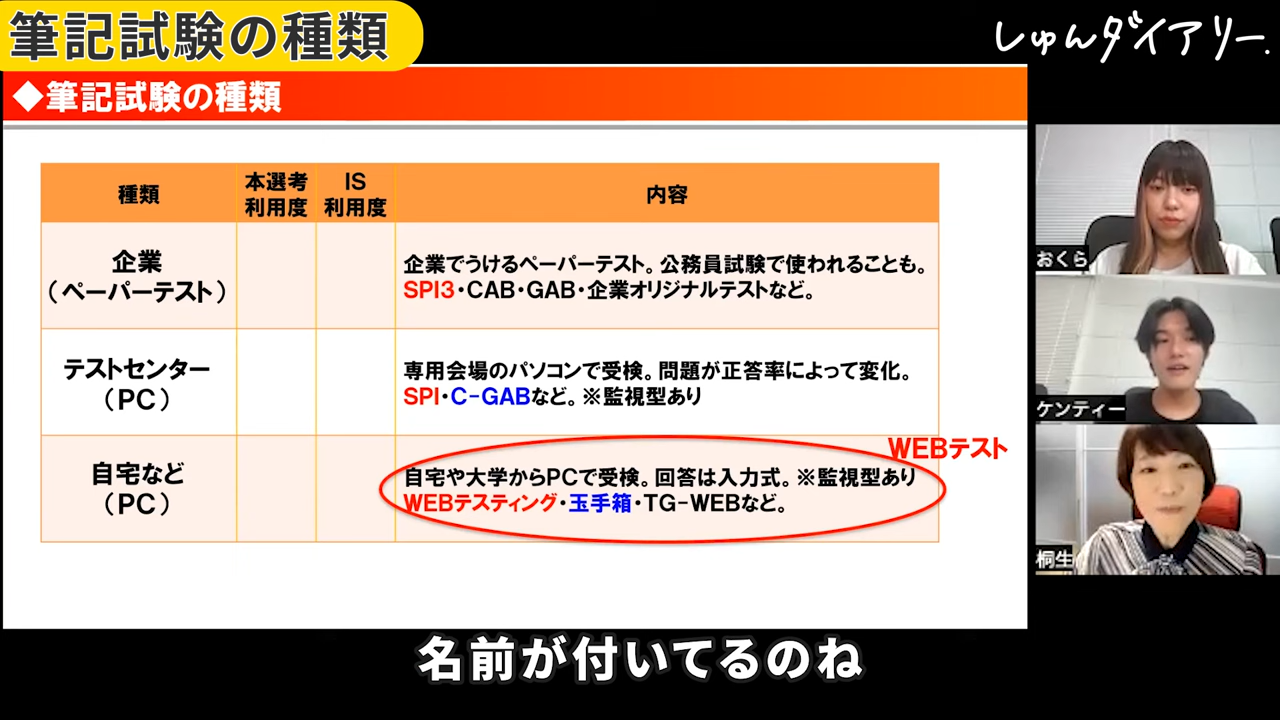 筆記試験の種類
しゅんダイアリー.
◆筆記試験の種類
種類
本選考
利用度
IS
利用度
内容
企業
(ペーパーテスト)
企業でうけるペーパーテスト。公務員試験で使われることも。
SPI3・CAB・GAB・企業オリジナルテストなど。
テストセンター
(PC)
専用会場のパソコンで受検。問題が正答率によって変化。
SPI・C-GABなど。※監視型あり
WEBテスト
自宅など
(PC)
自宅や大学からPCで受検。回答は入力式。※監視型あり
WEBテスティング・玉手箱・TG-WEBなど。
おくら
ケンティー
桐生
名前が付いてるのね